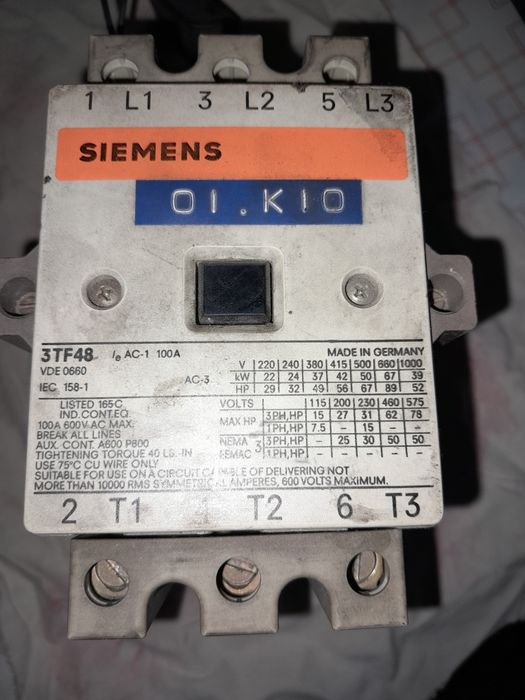 1 L1 3 L2 5 L3
SIEMENS
01.K10
3TF48 Ie AC-1 100A
VDE 0660
IEC 158-1
MADE IN GERMANY
AC-3
V 220 240 380 415 500 660 1000
kW 22 24 37 42 50 67 39
HP 29 32 49 56 67 89 52
LISTED 165C
IND.CONT.EQ.
100A 600V AC MAX.
BREAK ALL LINES
AUX. CONT. A600 P600
TIGHTENING TORQUE 40 LS.-IN
USE 75°C CU WIRE ONLY
VOLTS 115 200 230 460 575
MAX HP 3PH,HP 15 27 31 62 78
1PH,HP 7.5 – 15 – –
NEMA 3 3PH,HP – 25 30 50 50
EEMAC 1PH,HP – – – – –
SUITABLE FOR USE ON A CIRCUIT CAPABLE OF DELIVERING NOT
MORE THAN 10000 RMS SYMMETRICAL AMPERES, 600 VOLTS MAXIMUM.
2 T1 4 T2 6 T3